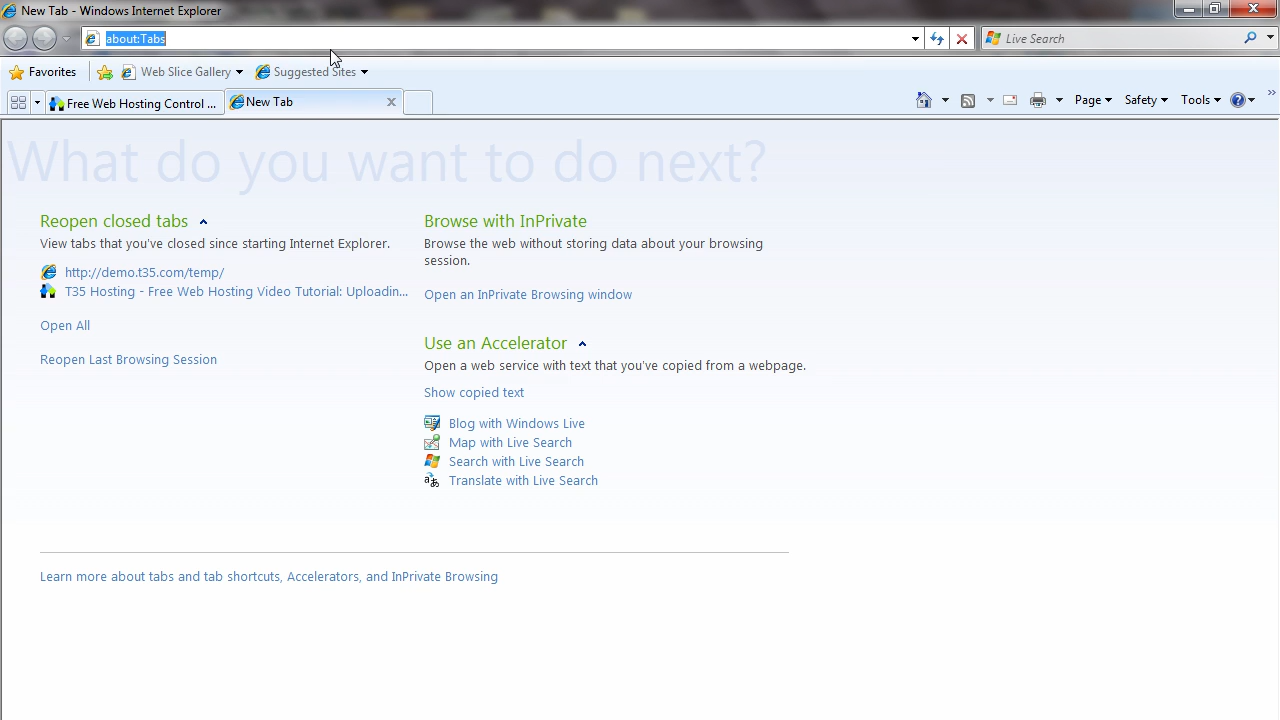 New Tab - Windows Internet Explorer
about:Tabs
Live Search
Favorites
Web Slice Gallery
Suggested Sites
Free Web Hosting Control ...
New Tab
Page
Safety
Tools
What do you want to do next?
Reopen closed tabs
View tabs that you've closed since starting Internet Explorer.
http://demo.t35.com/temp/
T35 Hosting - Free Web Hosting Video Tutorial: Uploadin...
Open All
Reopen Last Browsing Session
Browse with InPrivate
Browse the web without storing data about your browsing
session.
Open an InPrivate Browsing window
Use an Accelerator
Open a web service with text that you've copied from a webpage.
Show copied text
Blog with Windows Live
Map with Live Search
Search with Live Search
Translate with Live Search
Learn more about tabs and tab shortcuts, Accelerators, and InPrivate Browsing